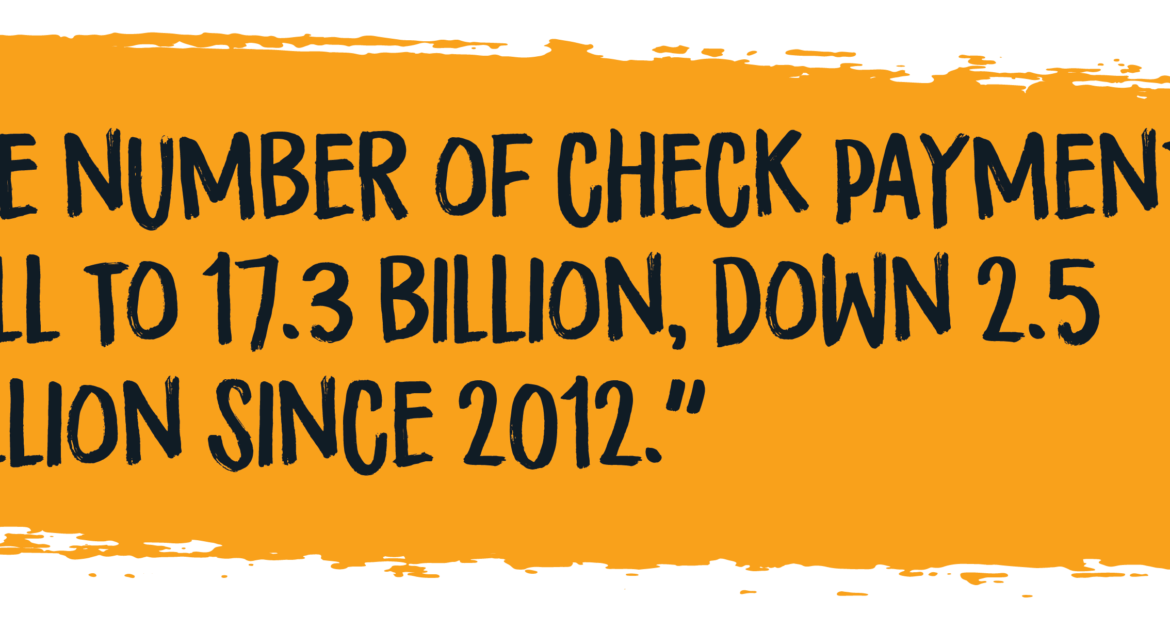 E NUMBER OF CHECK PAYMENT
LL TO 17.3 BILLION, DOWN 2.5
LLION SINCE 2012.”